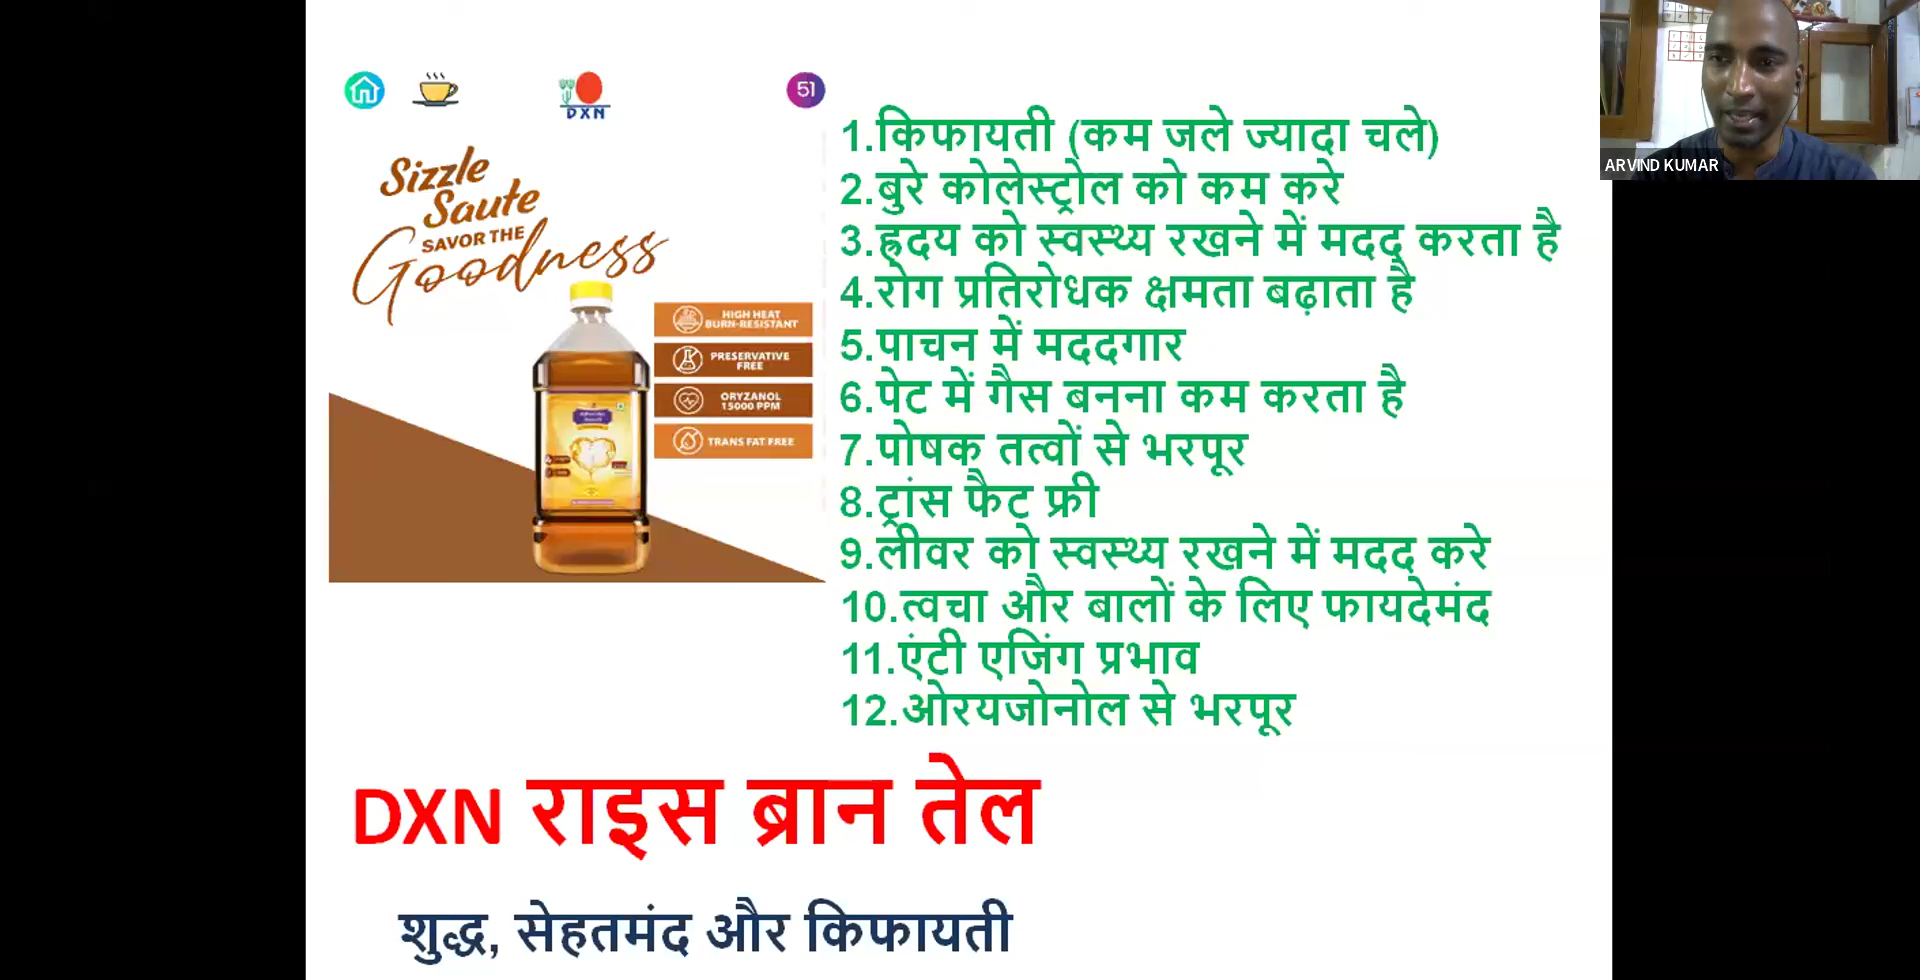 51
DXN
Sizzle
Saute
SAVOR THE
Goodness
HIGH HEAT
BURN-RESISTANT
PRESERVATIVE
FREE
ORYZANOL
15000 PPM
TRANS FAT FREE
1.किफायती (कम जले ज्यादा चले)
2.बुरे कोलेस्ट्रोल को कम करे
3.ह्रदय को स्वस्थ्य रखने में मदद करता है
4.रोग प्रतिरोधक क्षमता बढ़ाता है
5.पाचन में मददगार
6.पेट में गैस बनना कम करता है
7.पोषक तत्वों से भरपूर
8.ट्रांस फैट फ्री
9.लीवर को स्वस्थ्य रखने में मदद करे
10.त्वचा और बालों के लिए फायदेमंद
11.एंटी एजिंग प्रभाव
12.ओरयजोनोल से भरपूर
DXN राइस ब्रान तेल
शुद्ध, सेहतमंद और किफायती
ARVIND KUMAR